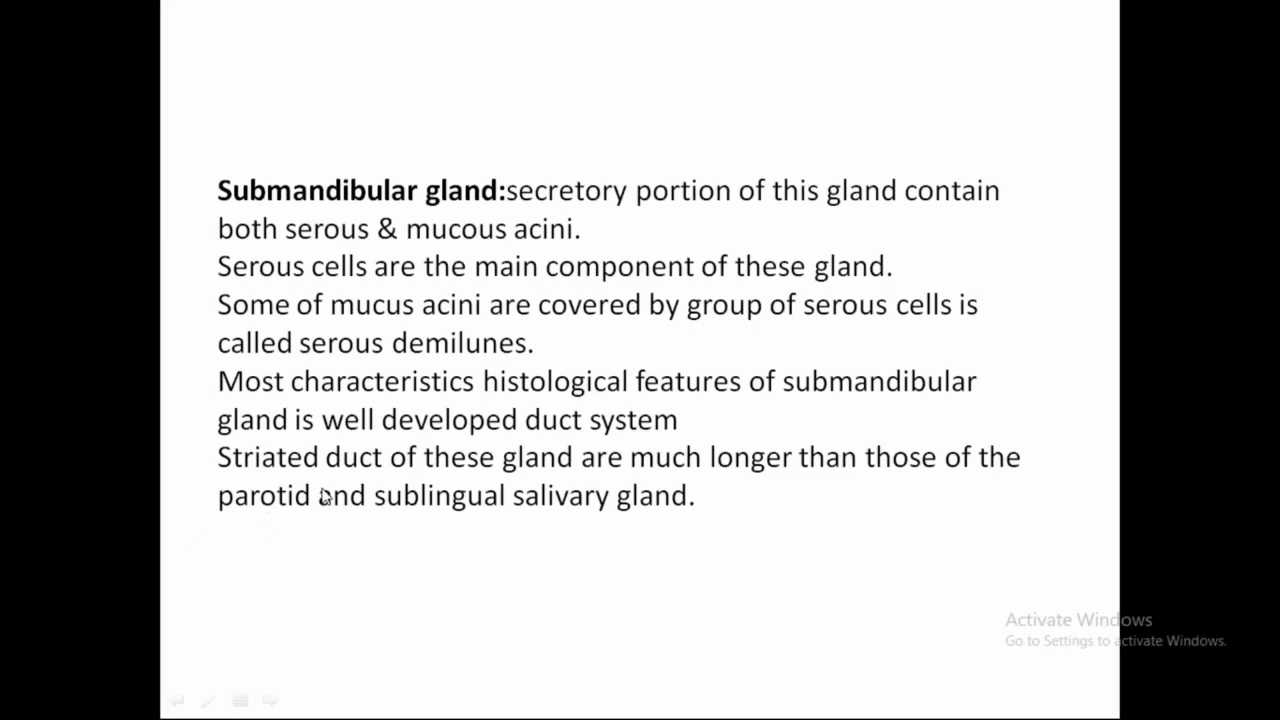 Submandibular gland:secretory portion of this gland contain
both serous & mucous acini.
Serous cells are the main component of these gland.
Some of mucus acini are covered by group of serous cells is
called serous demilunes.
Most characteristics histological features of submandibular
gland is well developed duct system
Striated duct of these gland are much longer than those of the
parotid and sublingual salivary gland.
Activate Windows
Go to Settings to activate Windows.